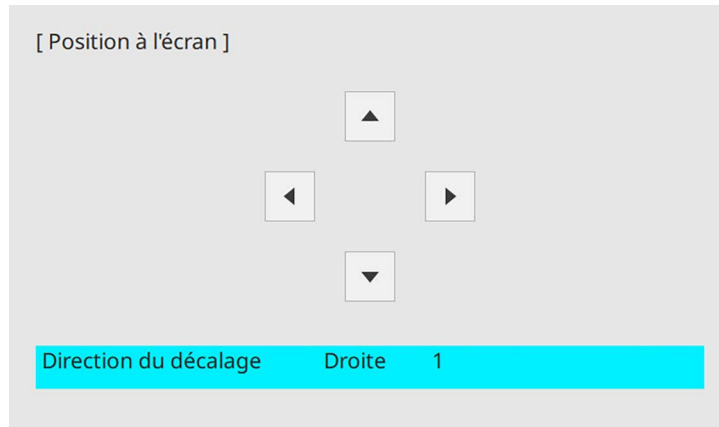 [ Position à l'écran ]
Direction du décalage Droite 1